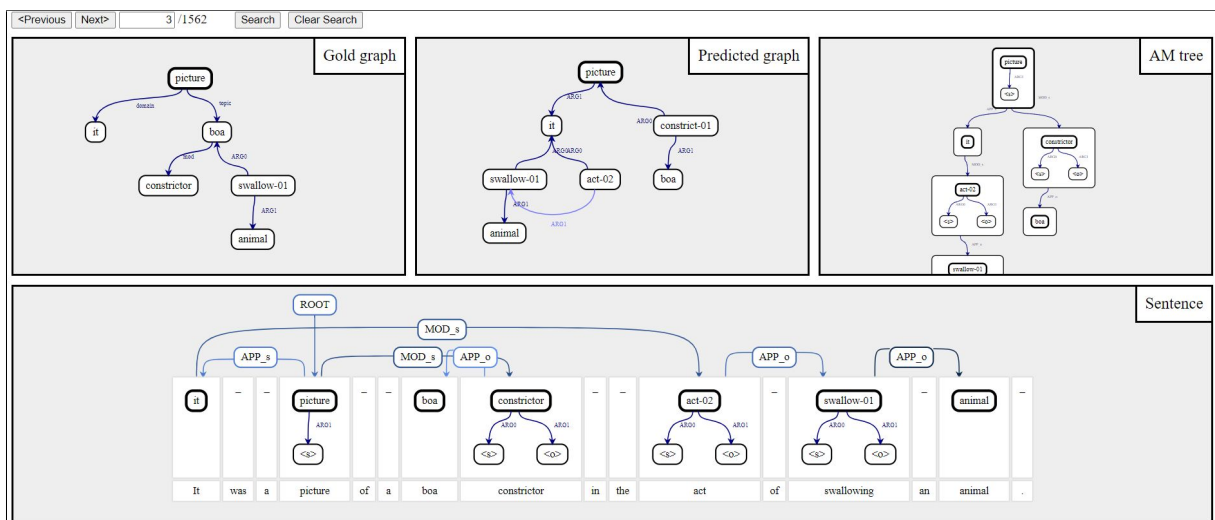 <Previous Next> 3 /1562 Search Clear Search
Gold graph
picture
domain topic
it boa
mod ARG0
constrictor swallow-01
ARG1
animal
Predicted graph
picture
ARG1 ARG0
it constrict-01
ARG0 ARG0 ARG1
swallow-01 act-02 boa
ARG1 ARG1
animal
AM tree
picture
ARG1
<s>
it constrictor
<s> <o>
act-02
<s> <o> boa
swallow-01
Sentence
ROOT
MOD_s
APP_s MOD_s APP_o APP_o APP_o
it – – picture – – boa constrictor – – act-02 – swallow-01 – animal –
ARG1 ARG0 ARG1 ARG0 ARG1 ARG0 ARG1
<s> <s> <o> <s> <o> <s> <o>
It was a picture of a boa constrictor in the act of swallowing an animal .